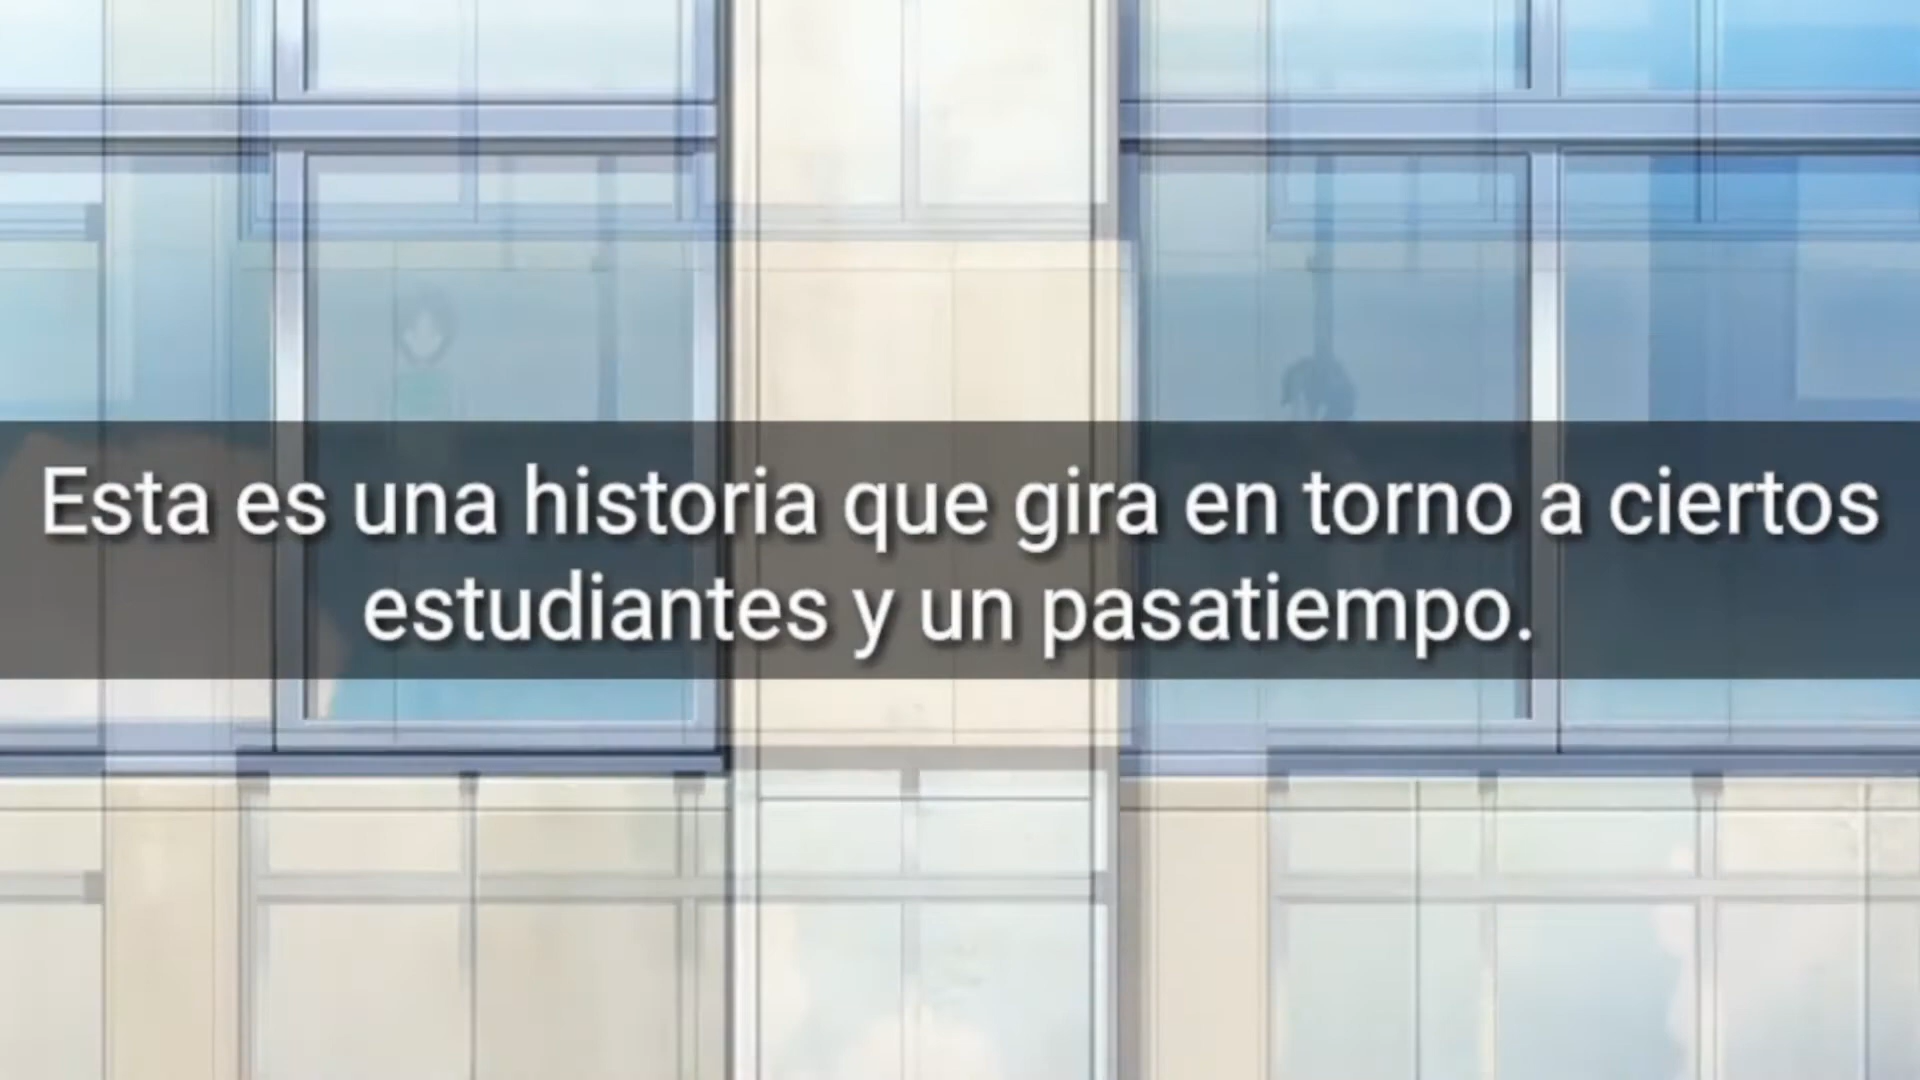 Esta es una historia que gira en torno a ciertos
estudiantes y un pasatiempo.